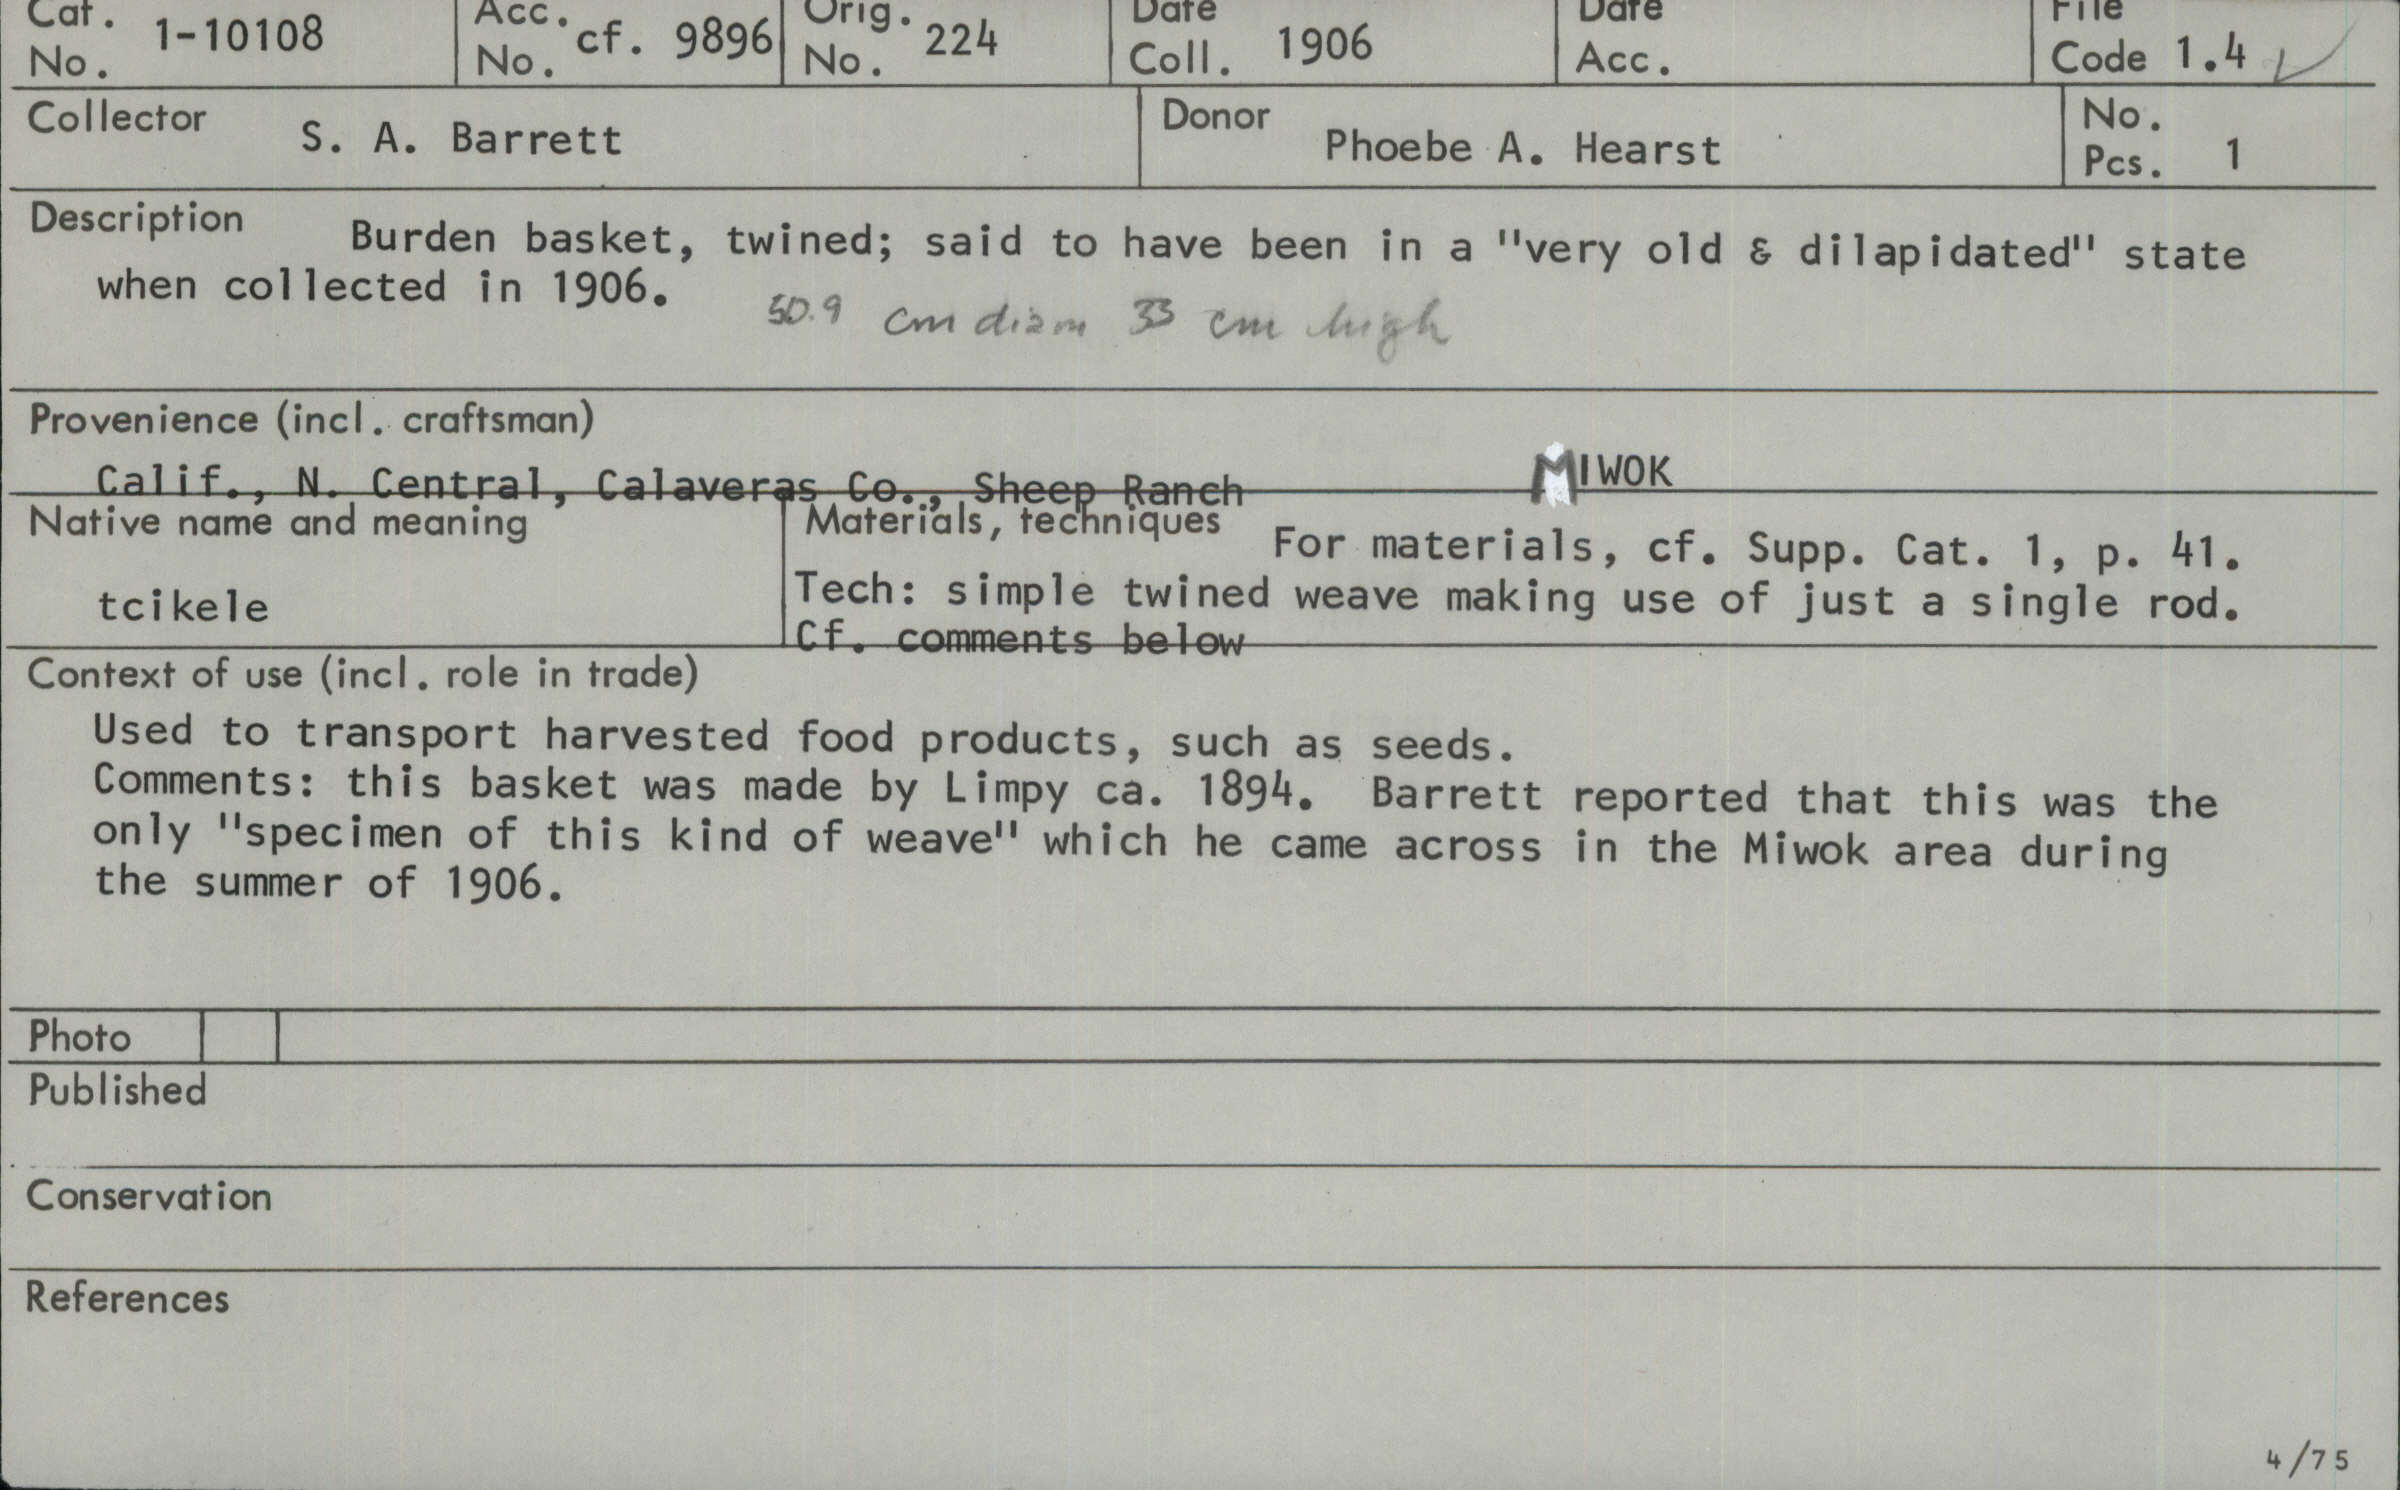 Cat. No. 1-10108 Acc. No. cf. 9896 Orig. No. 224 Date Coll. 1906 Date Acc. File Code 1.4 ✓
Collector S. A. Barrett Donor Phoebe A. Hearst No. Pcs. 1
Description Burden basket, twined; said to have been in a "very old & dilapidated" state
when collected in 1906. 50.9 cm diam 33 cm high
Provenience (incl. craftsman)
Calif., N. Central, Calaveras Co., Sheep Ranch MIWOK
Native name and meaning
tcikele
Materials, techniques For materials, cf. Supp. Cat. 1, p. 41.
Tech: simple twined weave making use of just a single rod.
Cf. comments below
Context of use (incl. role in trade)
Used to transport harvested food products, such as seeds.
Comments: this basket was made by Limpy ca. 1894. Barrett reported that this was the
only "specimen of this kind of weave" which he came across in the Miwok area during
the summer of 1906.
Photo
Published
Conservation
References
4/75